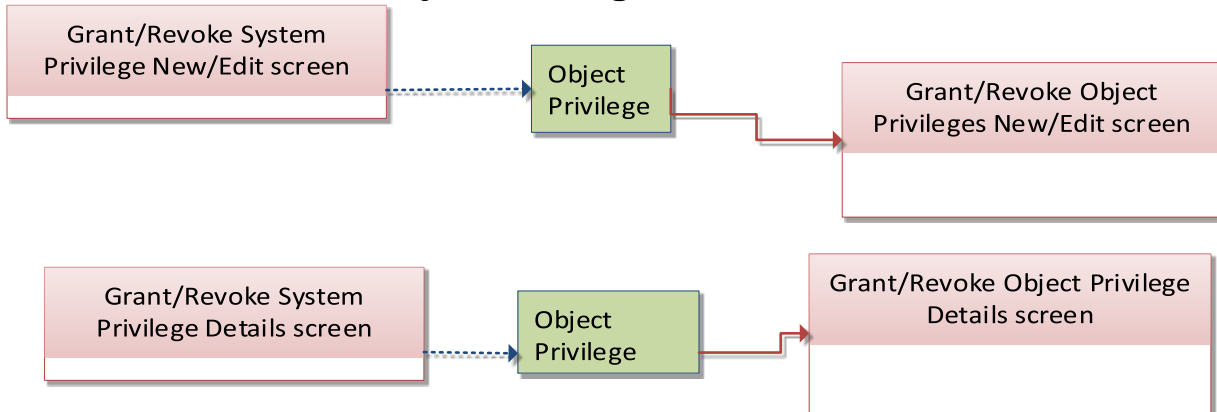 Grant/Revoke System
Privilege New/Edit screen
Object
Privilege
Grant/Revoke Object
Privileges New/Edit screen
Grant/Revoke System
Privilege Details screen
Object
Privilege
Grant/Revoke Object Privilege
Details screen